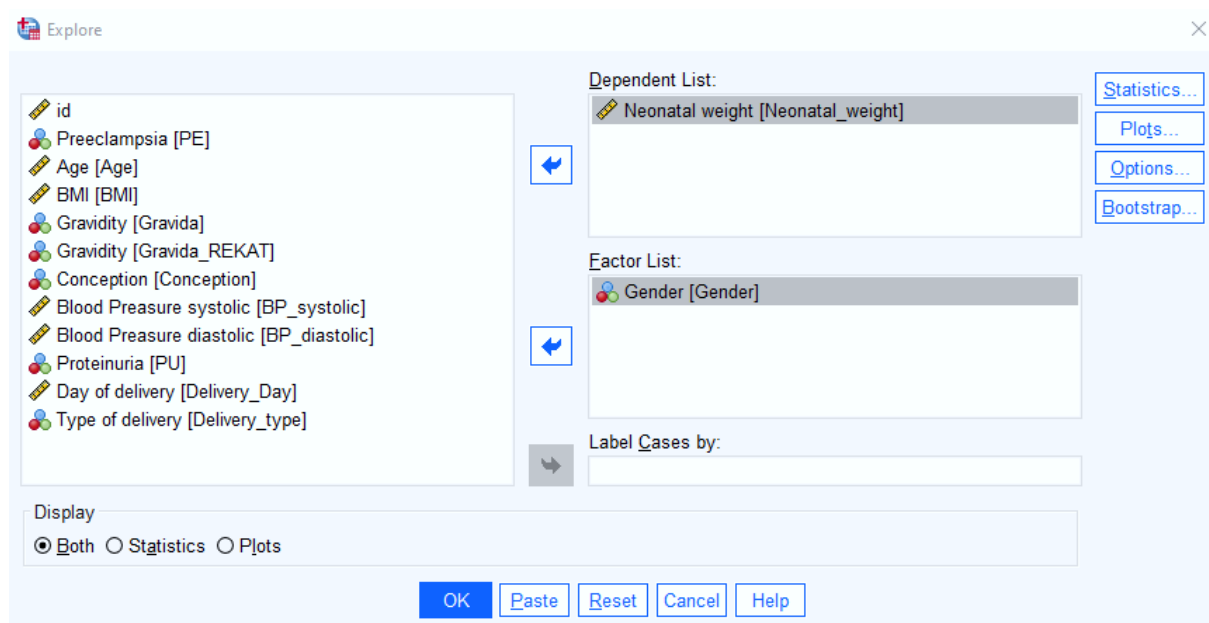 Explore
id
Preeclampsia [PE]
Age [Age]
BMI [BMI]
Gravidity [Gravida]
Gravidity [Gravida_REKAT]
Conception [Conception]
Blood Preasure systolic [BP_systolic]
Blood Preasure diastolic [BP_diastolic]
Proteinuria [PU]
Day of delivery [Delivery_Day]
Type of delivery [Delivery_type]
Dependent List:
Neonatal weight [Neonatal_weight]
Factor List:
Gender [Gender]
Label Cases by:
Statistics...
Plots...
Options...
Bootstrap...
Display
Both Statistics Plots
OK Paste Reset Cancel Help